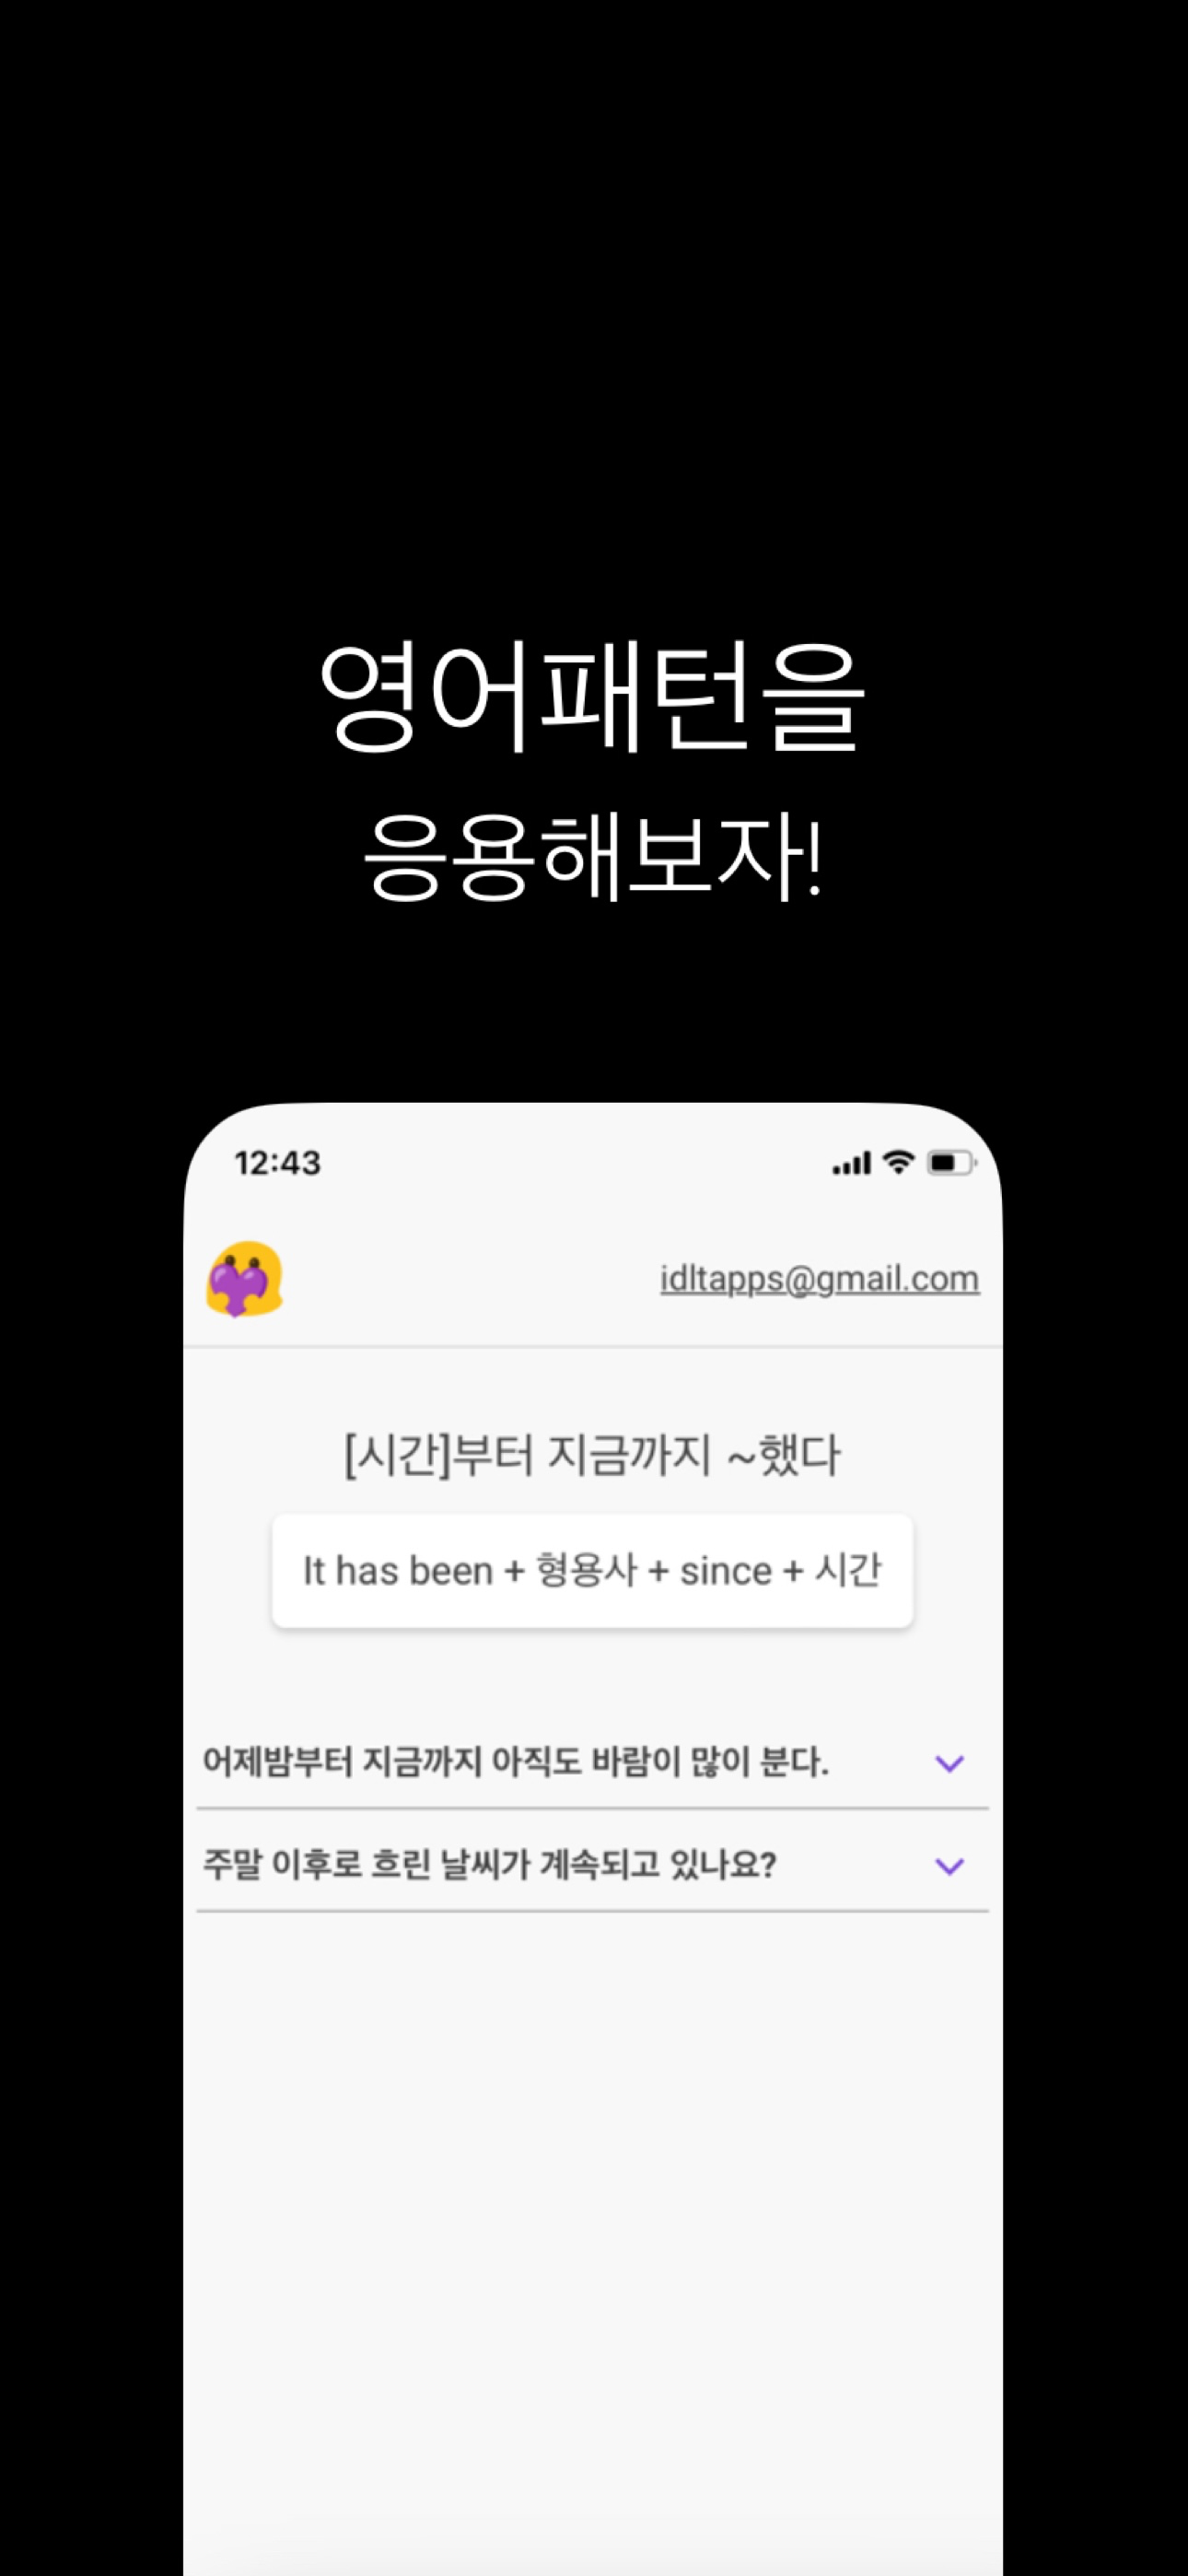 영어패턴을
응용해보자!
12:43
idltapps@gmail.com
[시간]부터 지금까지 ~했다
It has been + 형용사 + since + 시간
어제밤부터 지금까지 아직도 바람이 많이 분다.
주말 이후로 흐린 날씨가 계속되고 있나요?